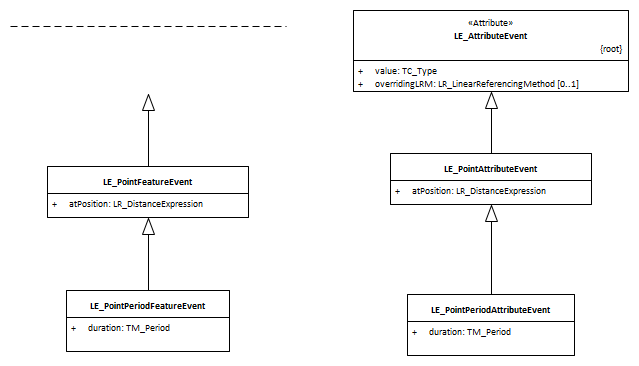 «Attribute»
LE_AttributeEvent
{root}
+ value: TC_Type
+ overridingLRM: LR_LinearReferencingMethod [0..1]
LE_PointFeatureEvent
+ atPosition: LR_DistanceExpression
LE_PointAttributeEvent
+ atPosition: LR_DistanceExpression
LE_PointPeriodFeatureEvent
+ duration: TM_Period
LE_PointPeriodAttributeEvent
+ duration: TM_Period